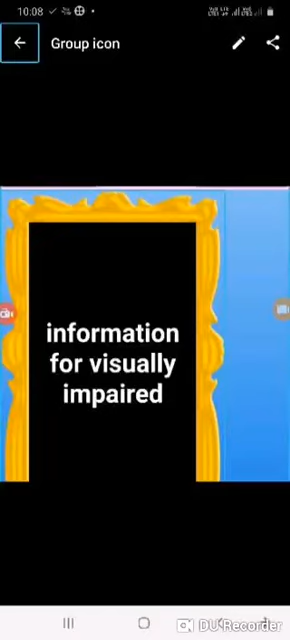 10:08
Group icon
information
for visually
impaired
DU Recorder